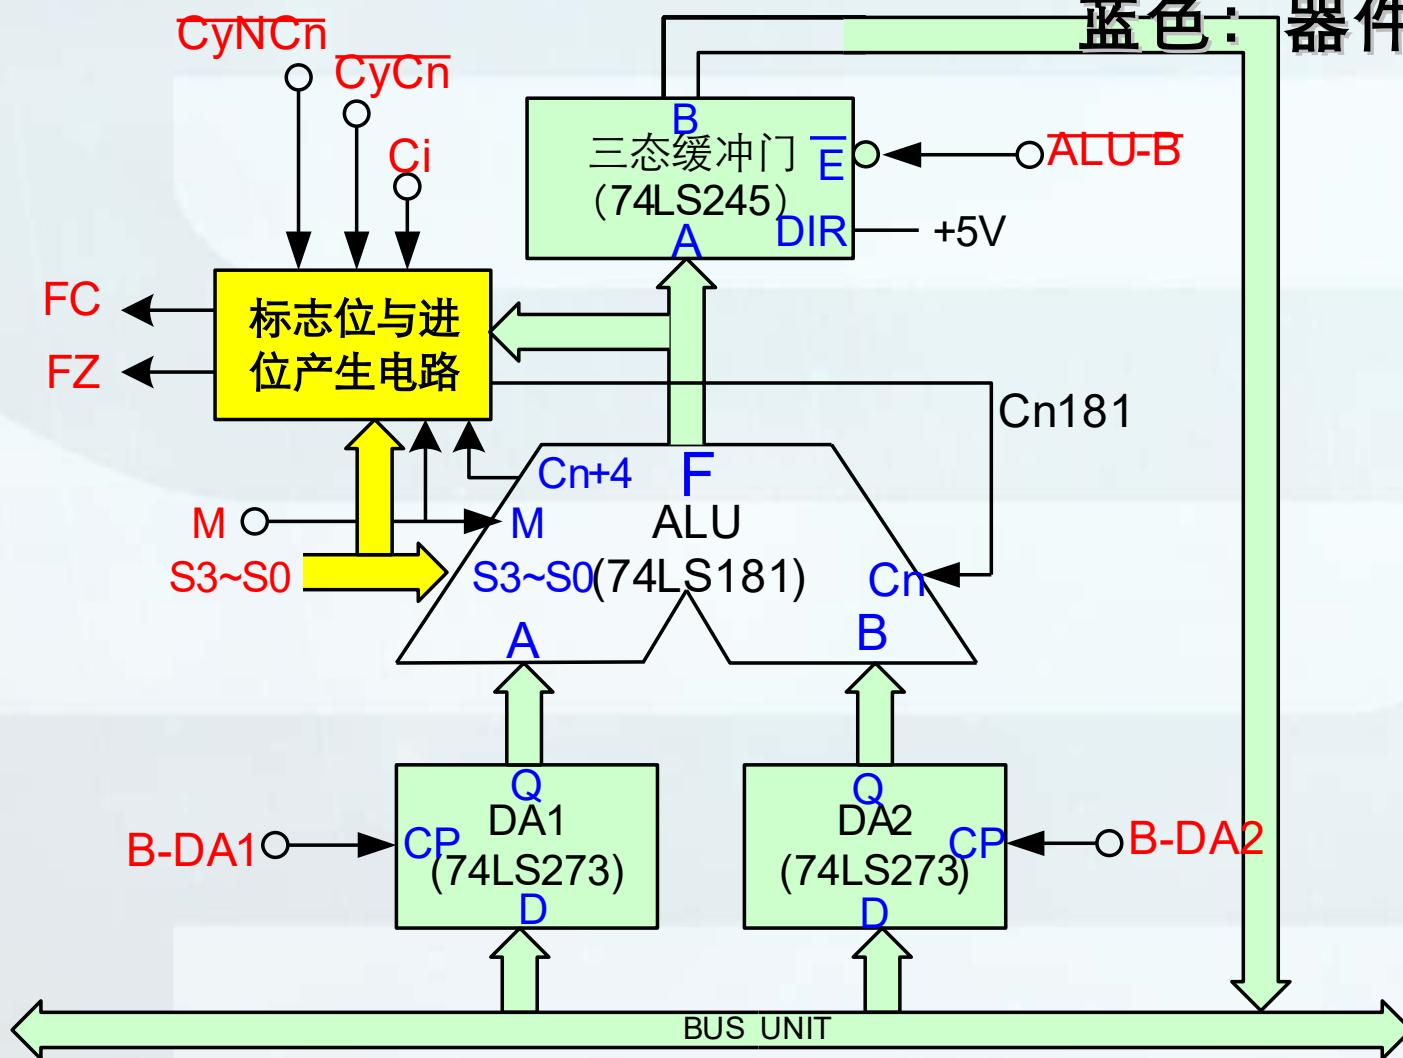 蓝色：器件
CyNCn
CyCn
Ci
B
三态缓冲门
E
ALU-B
(74LS245)
A
DIR
+5V
FC
标志位与进
位产生电路
FZ
Cn181
Cn+4
F
M
M
ALU
S3~S0
S3~S0
(74LS181)
Cn
A
B
Q
DA1
B-DA1
CP
(74LS273)
D
Q
DA2
CP
B-DA2
(74LS273)
D
BUS UNIT